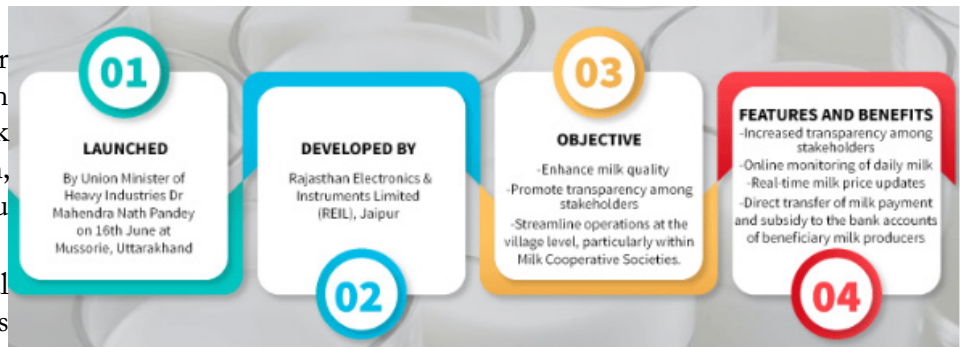 r
n
k
l,
u
l
s
01
LAUNCHED
By Union Minister of
Heavy Industries Dr
Mahendra Nath Pandey
on 16th June at
Mussorie, Uttarakhand
DEVELOPED BY
Rajasthan Electronics &
Instruments Limited
(REIL), Jaipur
02
03
OBJECTIVE
-Enhance milk quality
-Promote transparency among
stakeholders
-Streamline operations at the
village level, particularly within
Milk Cooperative Societies.
FEATURES AND BENEFITS
-Increased transparency among
stakeholders
-Online monitoring of daily milk
-Real-time milk price updates
-Direct transfer of milk payment
and subsidy to the bank accounts
of beneficiary milk producers
04